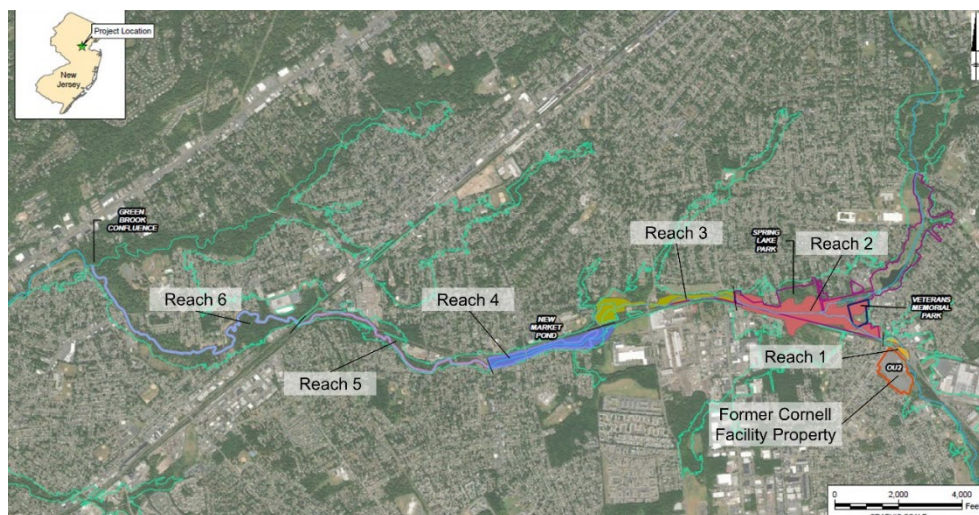 Project Location
New
Jersey
GREEN
BROOK
CONFLUENCE
Reach 6
Reach 5
Reach 4
NEW
MARKET
POND
Reach 3
SPRING
LAKE
PARK
Reach 2
VETERANS
MEMORIAL
PARK
Reach 1
OU2
Former Cornell
Facility Property
0 2,000 4,000
Feet